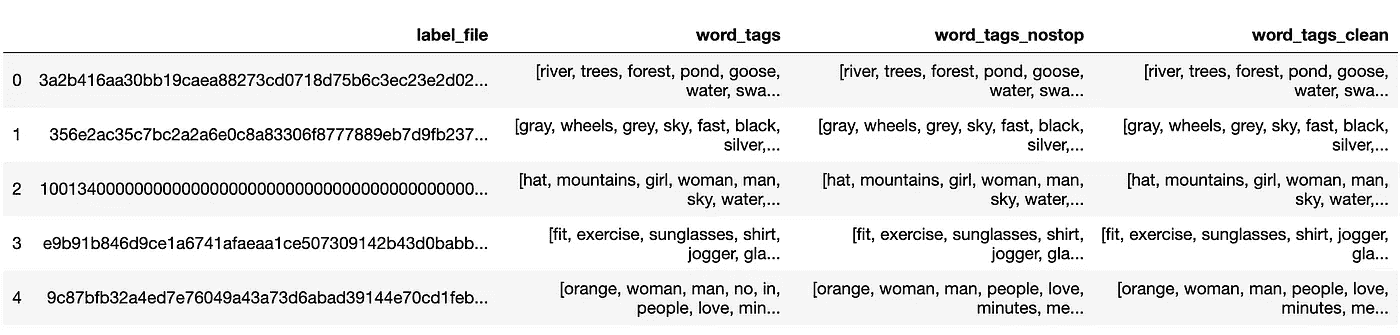 label_file word_tags word_tags_nostop word_tags_clean
0 3a2b416aa30bb19caea88273cd0718d75b6c3ec23e2d02... [river, trees, forest, pond, goose, water, swa... [river, trees, forest, pond, goose, water, swa... [river, trees, forest, pond, goose, water, swa...
1 356e2ac35c7bc2a2a6e0c8a83306f8777889eb7d9fb237... [gray, wheels, grey, sky, fast, black, silver,... [gray, wheels, grey, sky, fast, black, silver,... [gray, wheels, grey, sky, fast, black, silver,...
2 1001340000000000000000000000000000000000000000... [hat, mountains, girl, woman, man, sky, water,... [hat, mountains, girl, woman, man, sky, water,... [hat, mountains, girl, woman, man, sky, water,...
3 e9b91b846d9ce1a6741afaeaa1ce507309142b43d0babb... [fit, exercise, sunglasses, shirt, jogger, gla... [fit, exercise, sunglasses, shirt, jogger, gla... [fit, exercise, sunglasses, shirt, jogger, gla...
4 9c87bfb32a4ed7e76049a43a73d6abad39144e70cd1feb... [orange, woman, man, no, in, people, love, min... [orange, woman, man, people, love, minutes, me... [orange, woman, man, people, love, minutes, me...